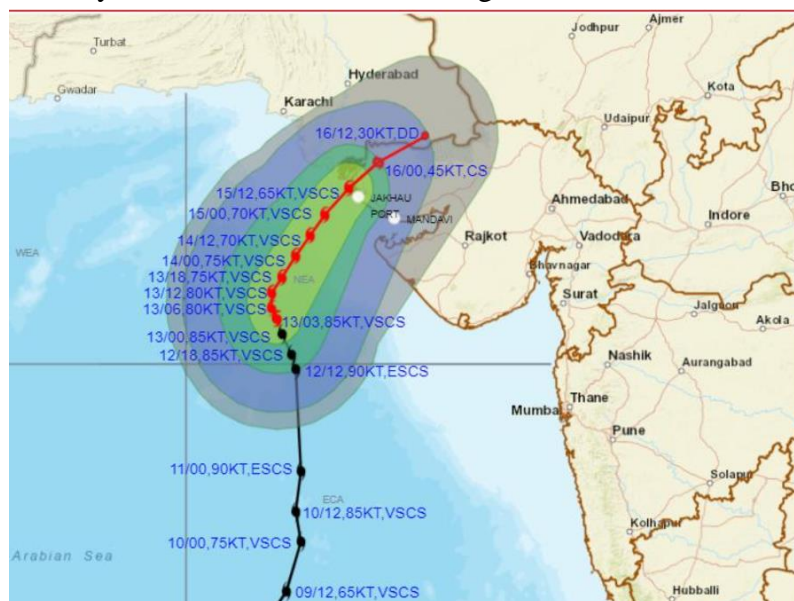 Ajmer
Turbat
Jodhpur
Gwadar
Hyderabad
Kota
Karachi
Udaipur
16/12,30KT,DD
16/00,45KT,CS
15/12,65KT,VSCS
JAKHAU
PORT
Ahmedabad
Bho
15/00,70KT,VSCS
MANDAVI
Indore
14/12,70KT,VSCS
Rajkot
Vadodara
WEA
14/00,75KT,VSCS
Bhavnagar
13/18,75KT,VSCS
NEA
13/12,80KT,VSCS
Surat
Jalgaon
13/06,80KT,VSCS
Akola
13/03,85KT,VSCS
13/00,85KT,VSCS
12/18,85KT,VSCS
Nashik
Aurangabad
12/12,90KT,ESCS
Thane
Mumbai
Pune
11/00,90KT,ESCS
Solapur
ECA
10/12,85KT,VSCS
Kolhapur
10/00,75KT,VSCS
Arabian Sea
09/12,65KT,VSCS
Hubballi